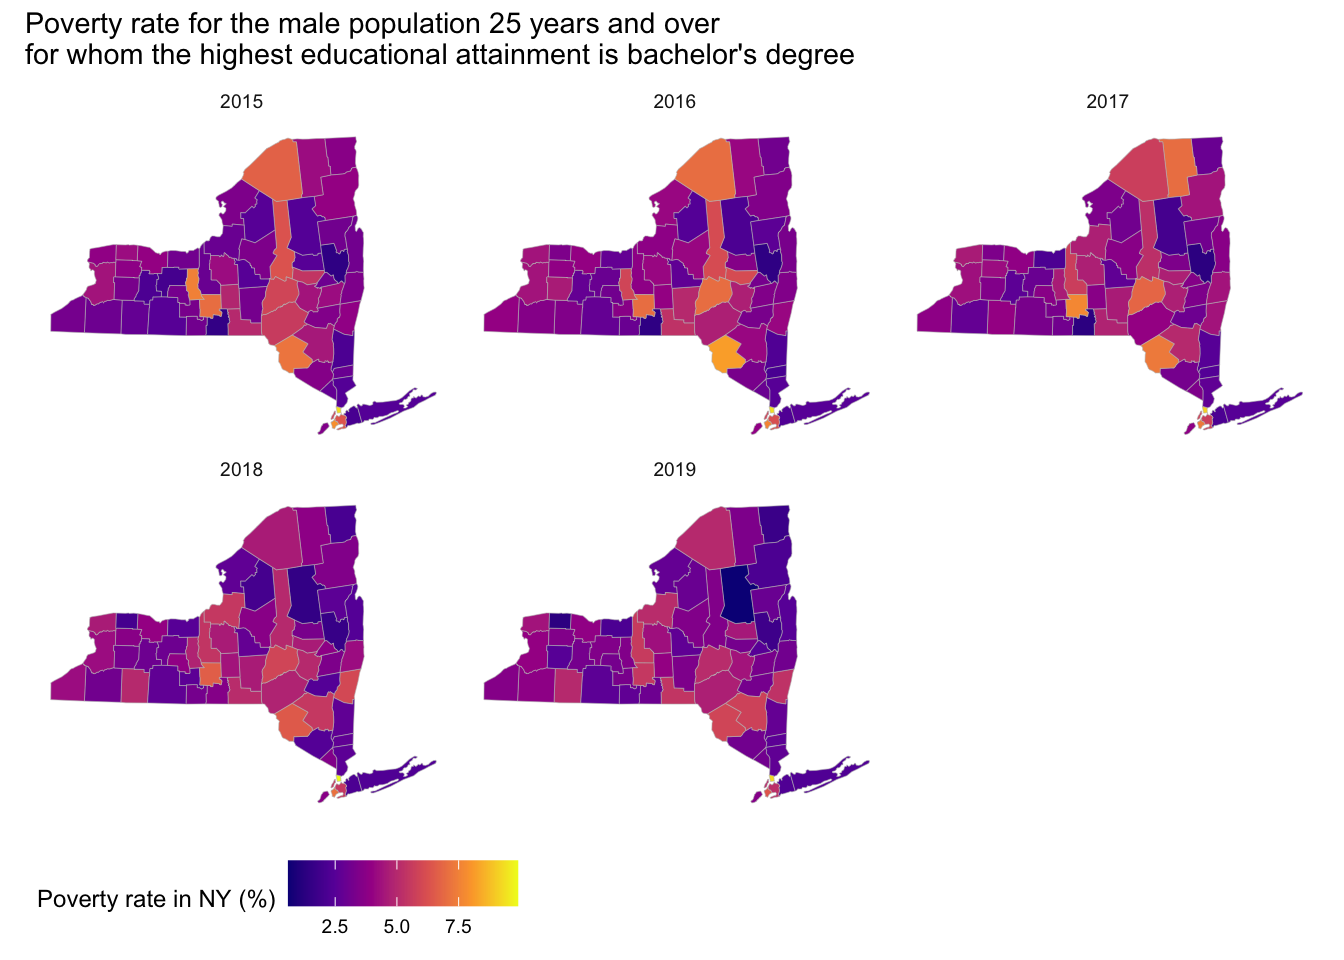 Poverty rate for the male population 25 years and over
for whom the highest educational attainment is bachelor's degree
2015
2016
2017
2018
2019
Poverty rate in NY (%)
2.5
5.0
7.5